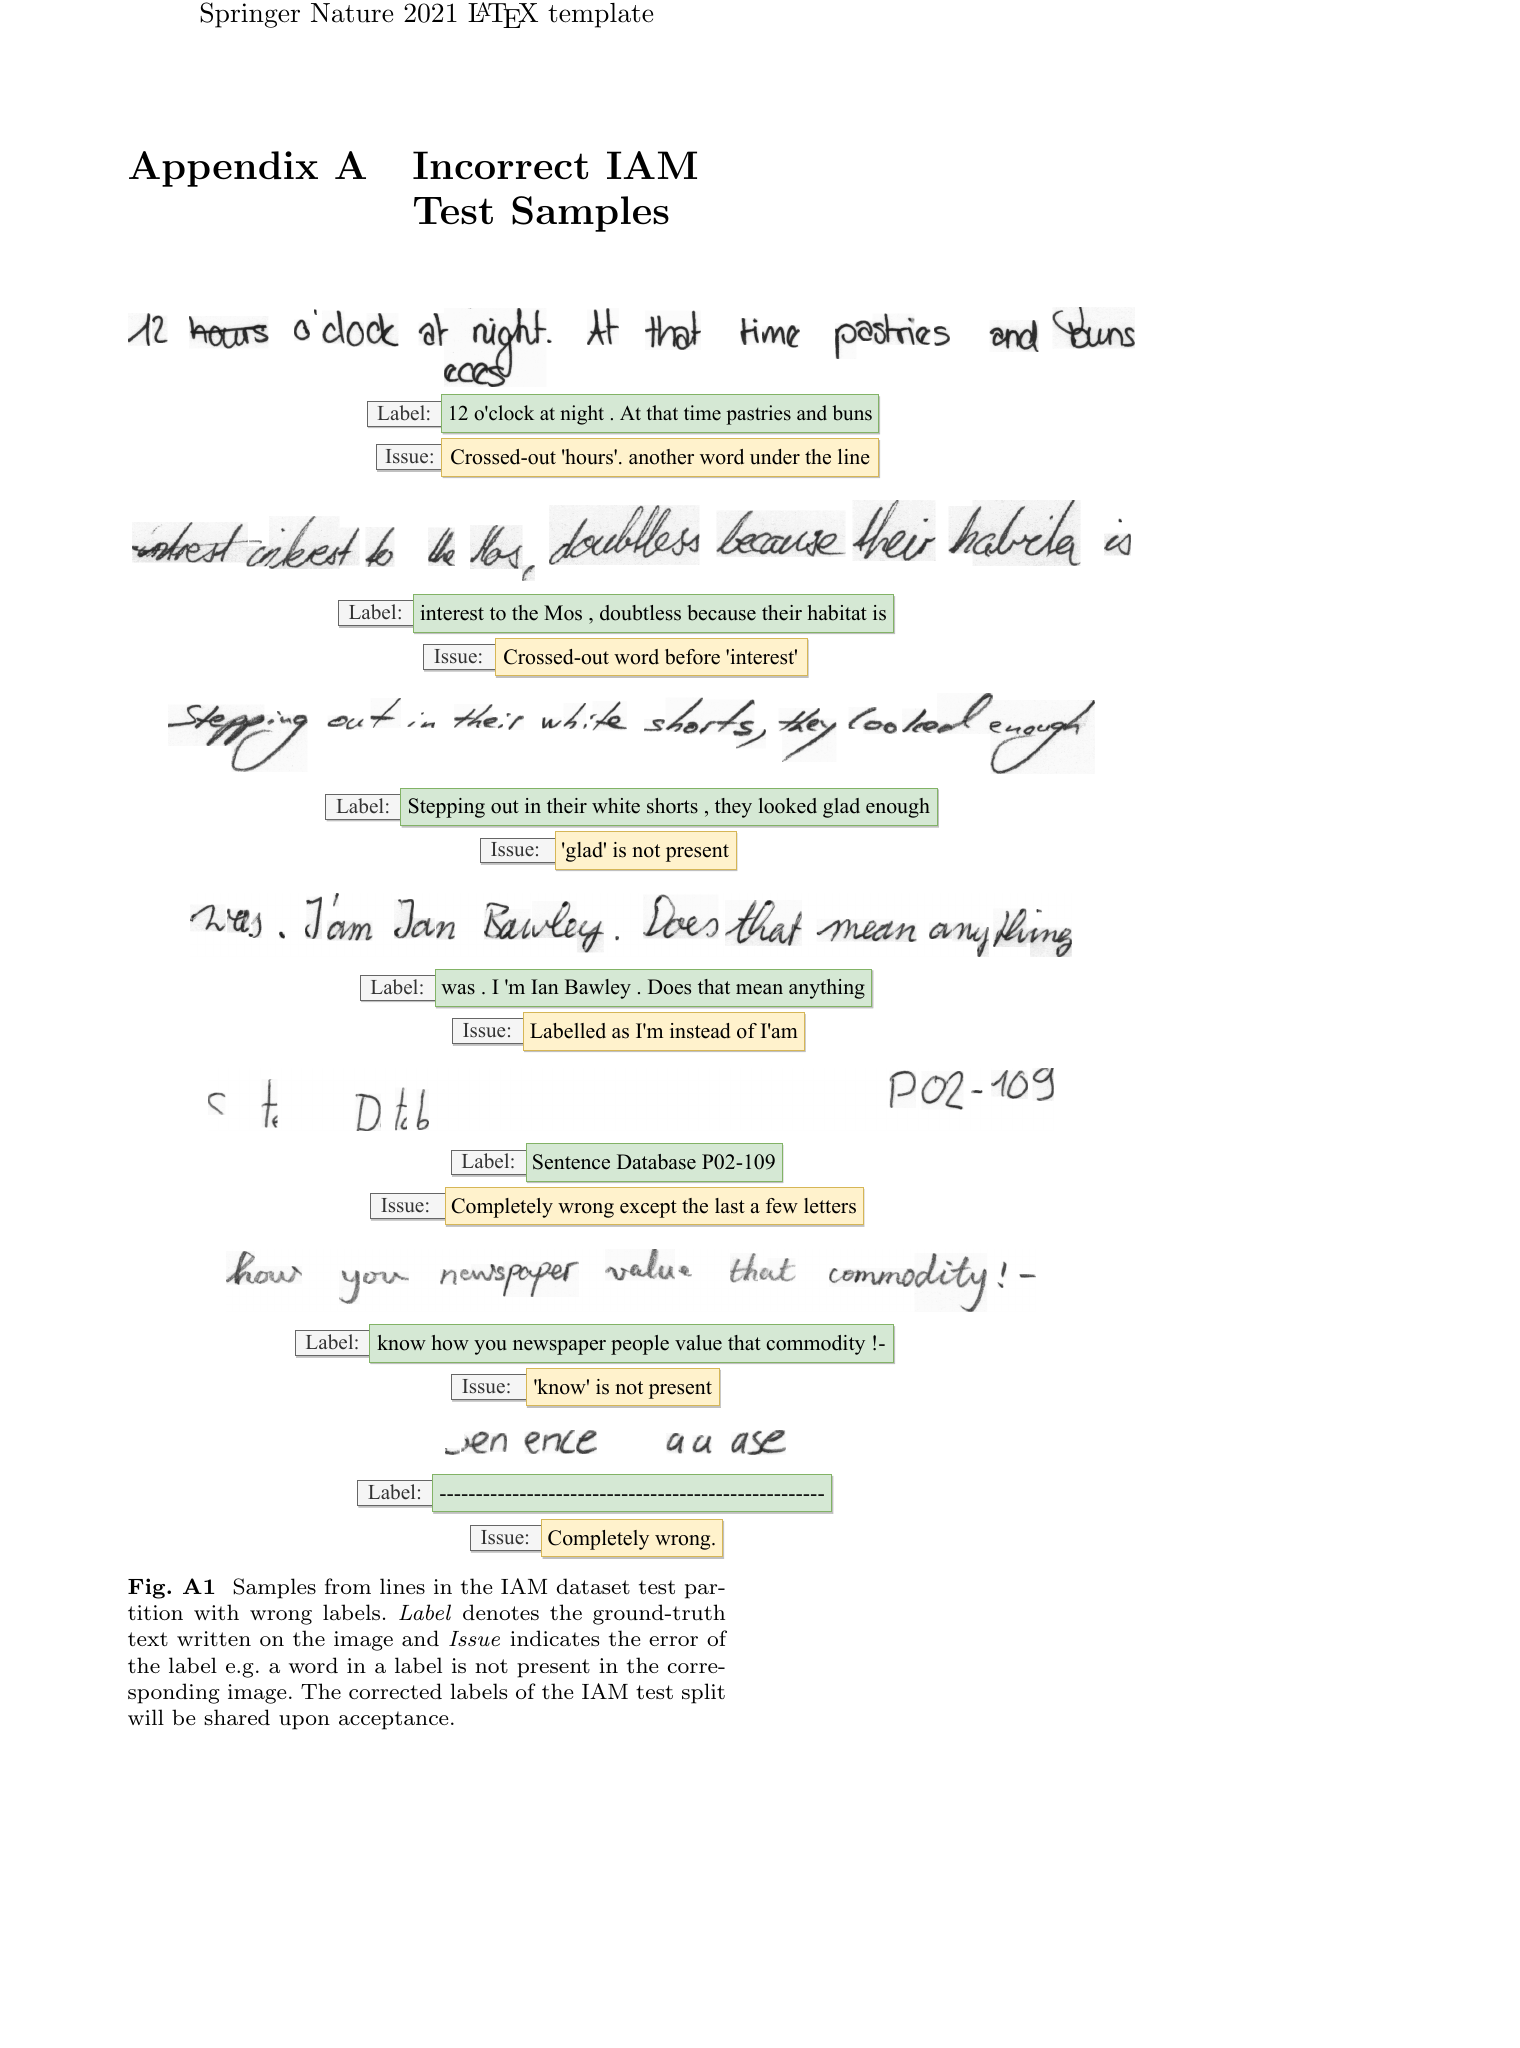 Springer Nature 2021 LATEX template
Appendix A Incorrect IAM
Test Samples
12 hours o'clock at night. At that time pastries and buns
Label: 12 o'clock at night . At that time pastries and buns
Issue: Crossed-out 'hours'. another word under the line
intrest interest to the Mos, doubtless because their habita is
Label: interest to the Mos , doubtless because their habitat is
Issue: Crossed-out word before 'interest'
Stepping out in their white shorts, they looked enough
Label: Stepping out in their white shorts , they looked glad enough
Issue: 'glad' is not present
was. I'am Ian Bawley. Does that mean anything
Label: was . I 'm Ian Bawley . Does that mean anything
Issue: Labelled as I'm instead of I'am
P02-109
Label: Sentence Database P02-109
Issue: Completely wrong except the last a few letters
how you newspaper value that commodity! -
Label: know how you newspaper people value that commodity !-
Issue: 'know' is not present
en ence a a ase
Label: ----------------------------------------------------
Issue: Completely wrong.
Fig. A1 Samples from lines in the IAM dataset test par-
tition with wrong labels. Label denotes the ground-truth
text written on the image and Issue indicates the error of
the label e.g. a word in a label is not present in the corre-
sponding image. The corrected labels of the IAM test split
will be shared upon acceptance.